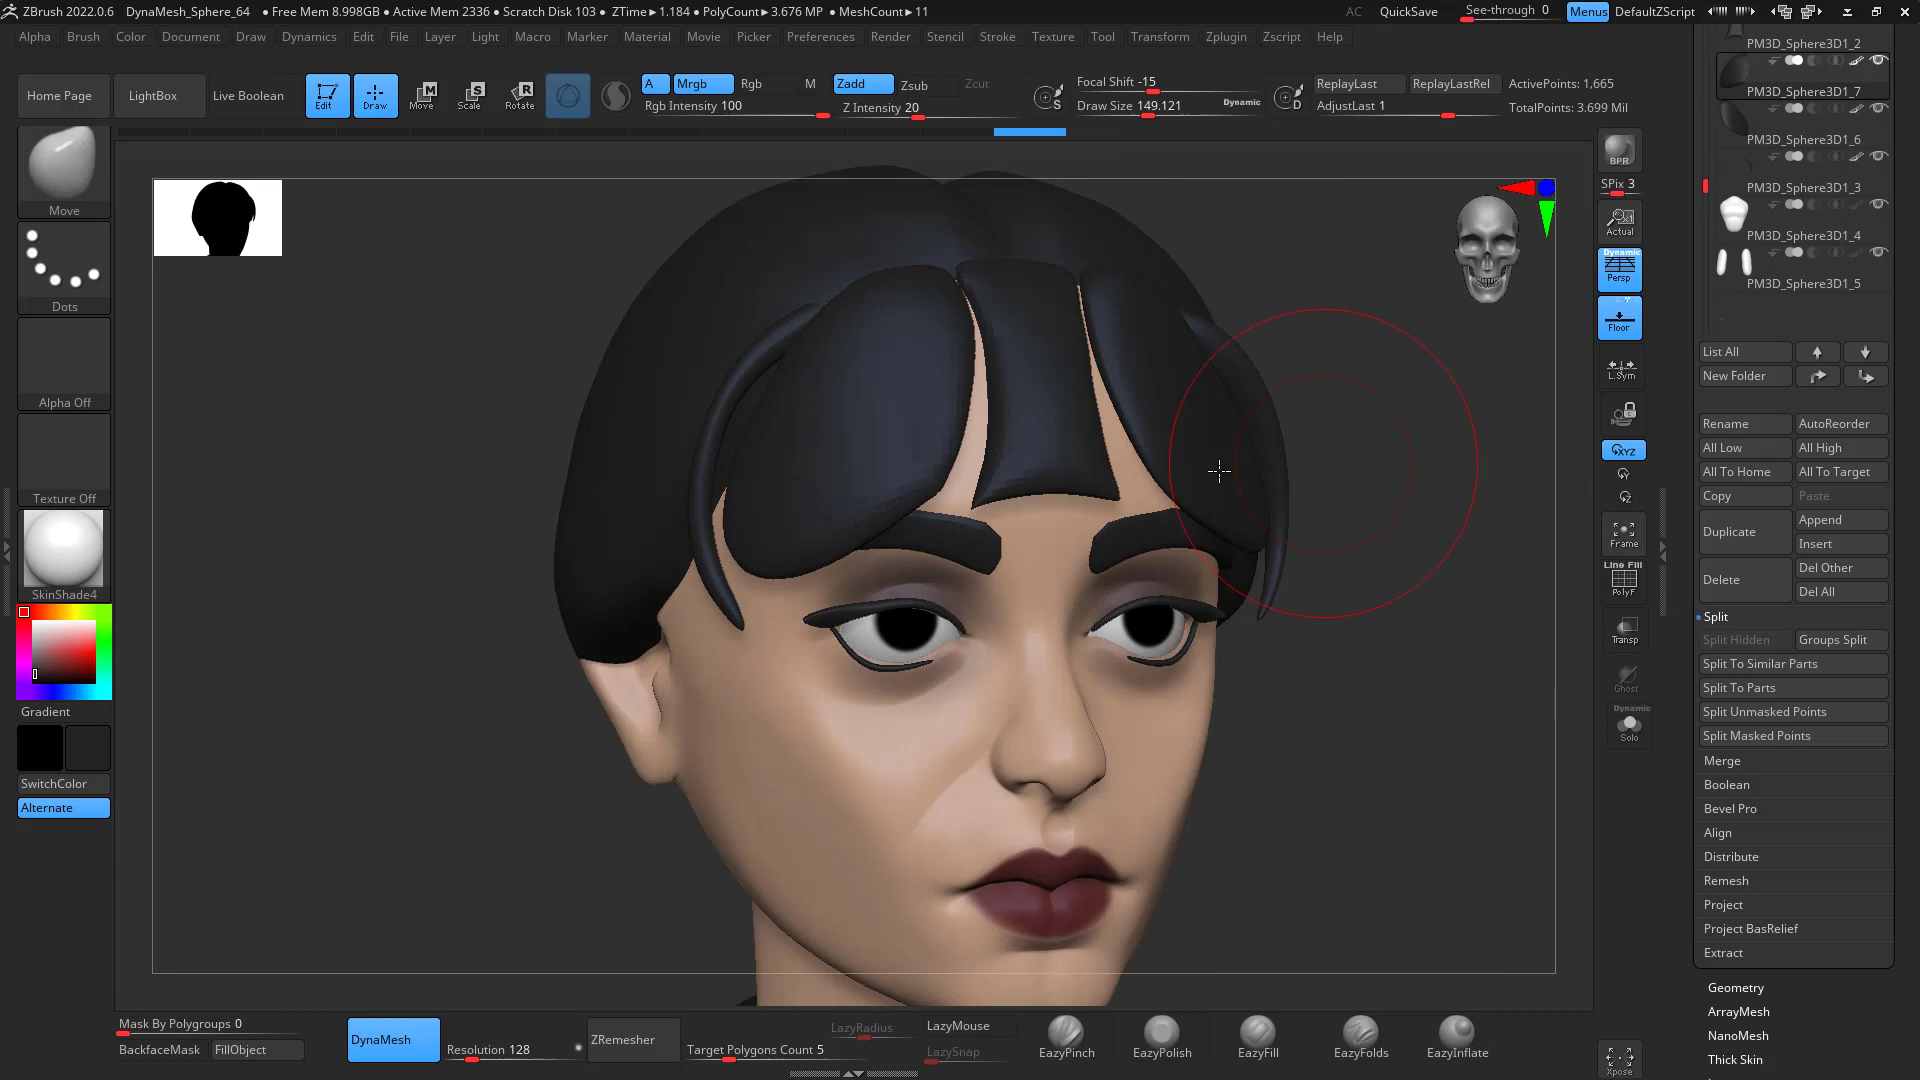 ZBrush 2022.0.6 DynaMesh_Sphere_64 ● Free Mem 8.998GB ● Active Mem 2336 ● Scratch Disk 103 ● ZTime►1.184 ● PolyCount►3.676 MP ● MeshCount►11 AC QuickSave See-through 0 Menus DefaultZScript
Alpha Brush Color Document Draw Dynamics Edit File Layer Light Macro Marker Material Movie Picker Preferences Render Stencil Stroke Texture Tool Transform Zplugin Zscript Help
Home Page LightBox Live Boolean Edit Draw Move Scale Rotate
A Mrgb Rgb M Zadd Zsub Zcut
Rgb Intensity 100 Z Intensity 20
Focal Shift -15
Draw Size 149.121 Dynamic
ReplayLast ReplayLastRel
AdjustLast 1
ActivePoints: 1,665
TotalPoints: 3.699 Mil
S
D
Move
Dots
Alpha Off
Texture Off
SkinShade4
Gradient
SwitchColor
Alternate
BPR
SPix 3
Actual
Dynamic
Persp
Floor
L.Sym
XYZ
Y
Z
Frame
Line Fill
PolyF
Transp
Ghost
Dynamic
Solo
Xpose
PM3D_Sphere3D1_2
PM3D_Sphere3D1_7
PM3D_Sphere3D1_6
PM3D_Sphere3D1_3
PM3D_Sphere3D1_4
PM3D_Sphere3D1_5
List All
New Folder
Rename AutoReorder
All Low All High
All To Home All To Target
Copy Paste
Duplicate Append
Insert
Delete Del Other
Del All
Split
Split Hidden Groups Split
Split To Similar Parts
Split To Parts
Split Unmasked Points
Split Masked Points
Merge
Boolean
Bevel Pro
Align
Distribute
Remesh
Project
Project BasRelief
Extract
Geometry
ArrayMesh
NanoMesh
Thick Skin
Mask By Polygroups 0
BackfaceMask FillObject
DynaMesh
Resolution 128
ZRemesher
Target Polygons Count 5
LazyRadius LazyMouse
LazySnap
EazyPinch EazyPolish EazyFill EazyFolds EazyInflate